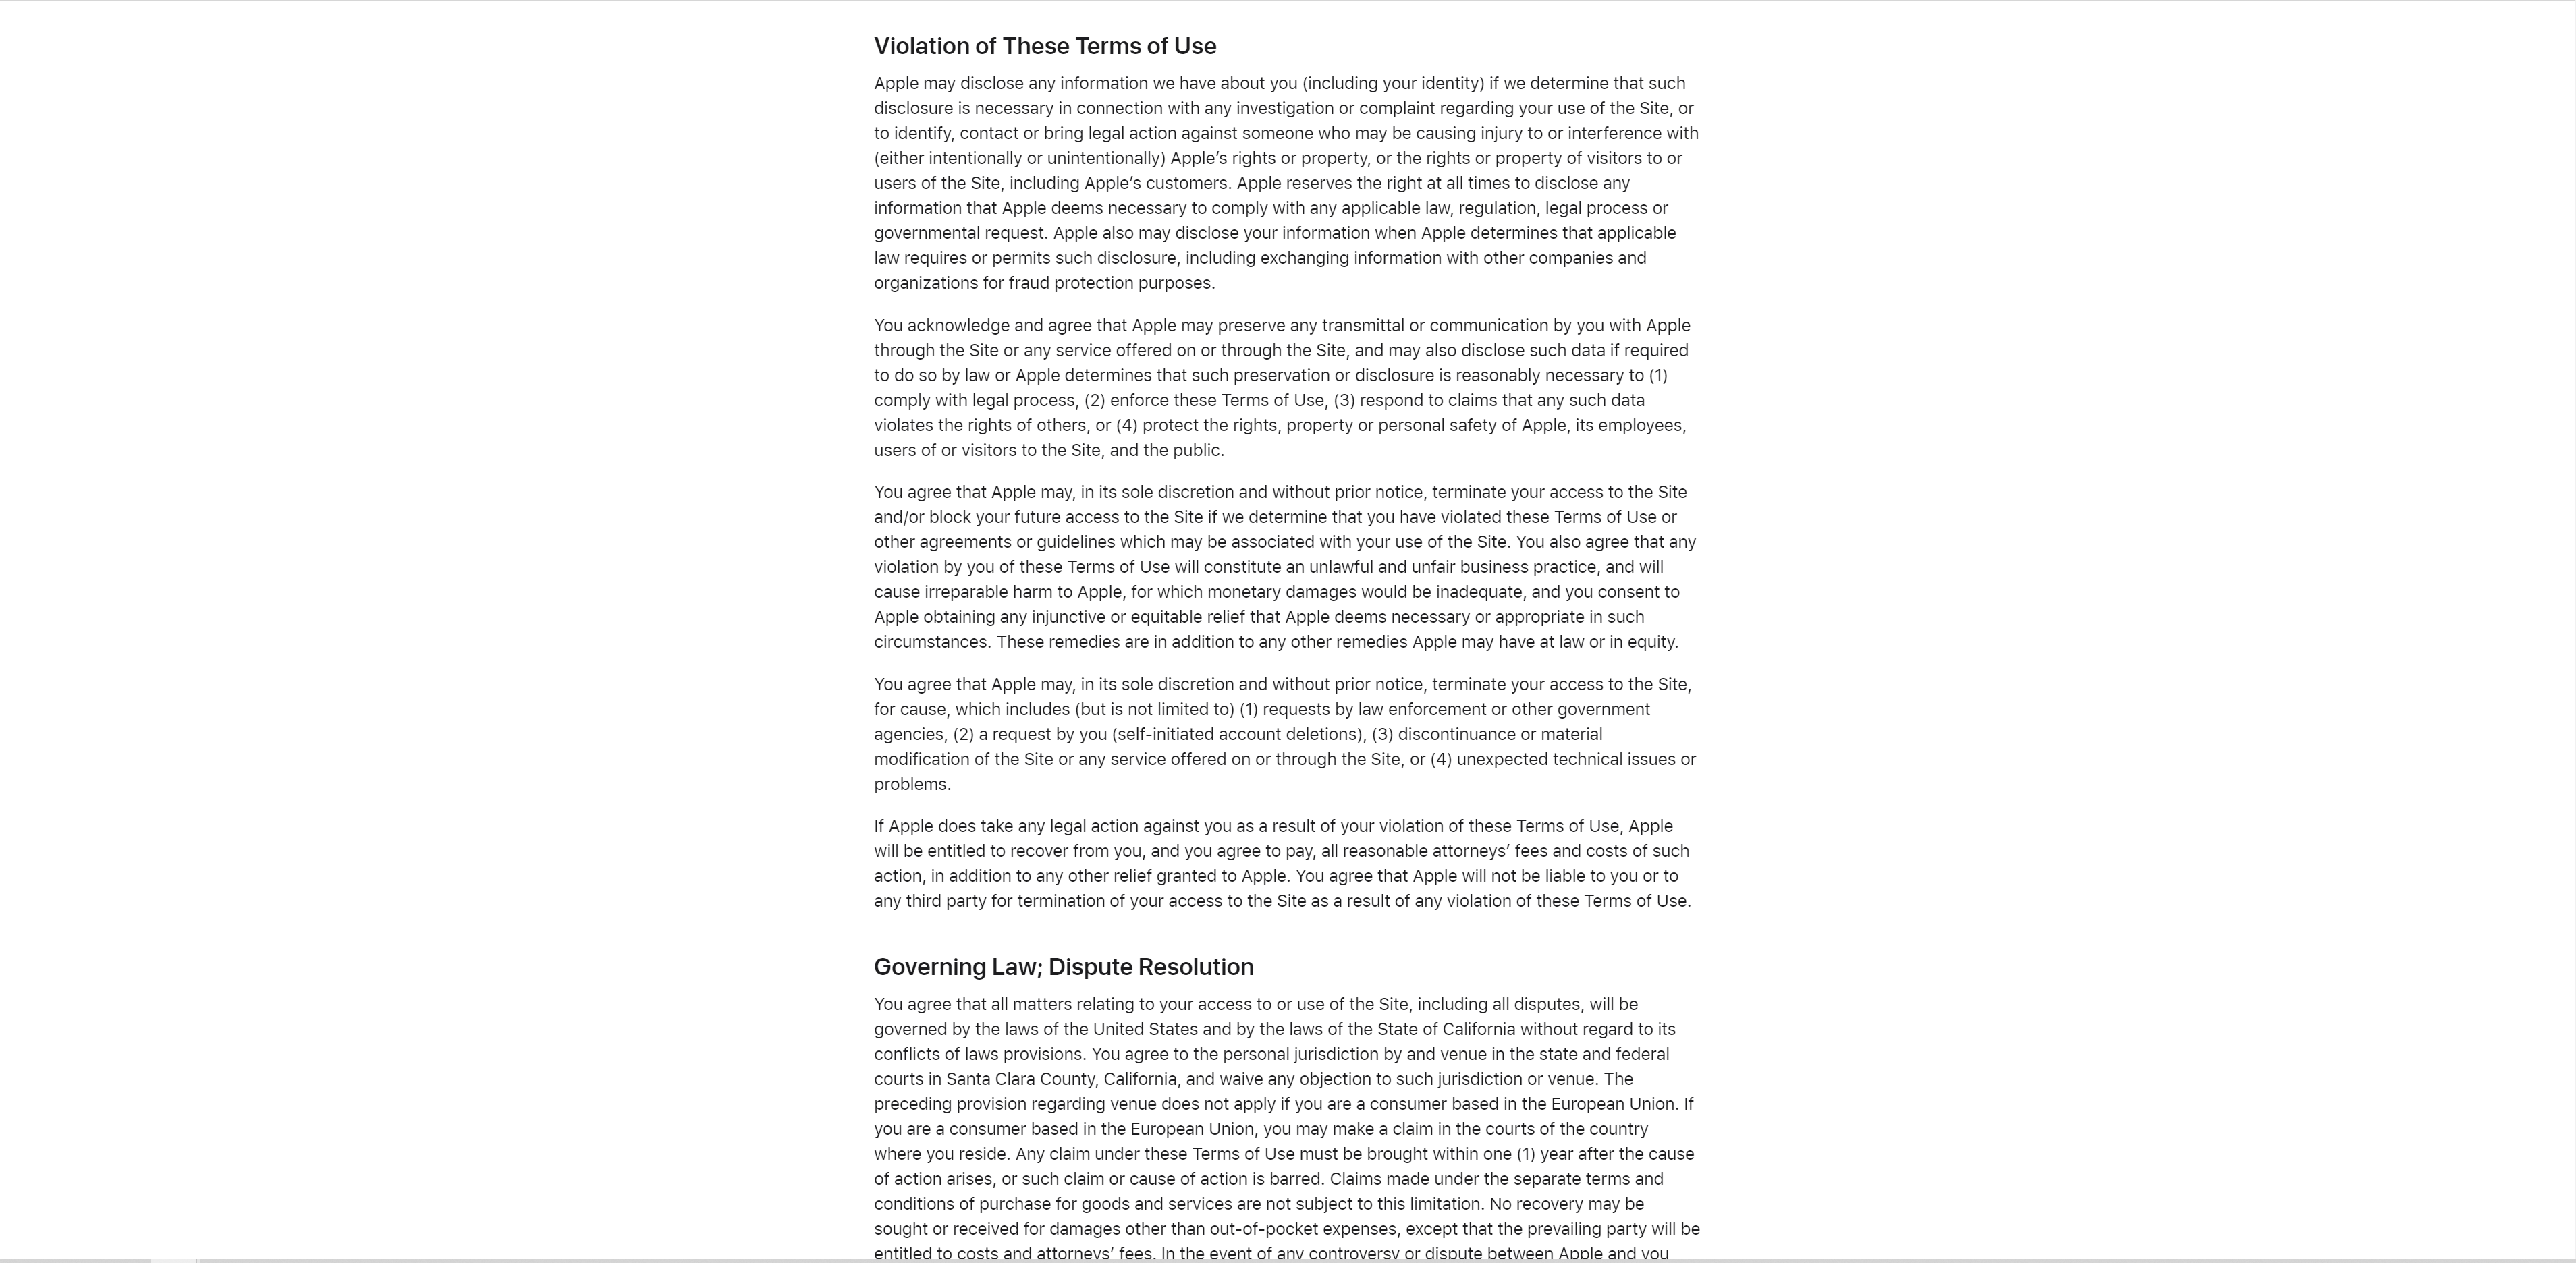 Violation of These Terms of Use
Apple may disclose any information we have about you (including your identity) if we determine that such
disclosure is necessary in connection with any investigation or complaint regarding your use of the Site, or
to identify, contact or bring legal action against someone who may be causing injury to or interference with
(either intentionally or unintentionally) Apple’s rights or property, or the rights or property of visitors to or
users of the Site, including Apple’s customers. Apple reserves the right at all times to disclose any
information that Apple deems necessary to comply with any applicable law, regulation, legal process or
governmental request. Apple also may disclose your information when Apple determines that applicable
law requires or permits such disclosure, including exchanging information with other companies and
organizations for fraud protection purposes.
You acknowledge and agree that Apple may preserve any transmittal or communication by you with Apple
through the Site or any service offered on or through the Site, and may also disclose such data if required
to do so by law or Apple determines that such preservation or disclosure is reasonably necessary to (1)
comply with legal process, (2) enforce these Terms of Use, (3) respond to claims that any such data
violates the rights of others, or (4) protect the rights, property or personal safety of Apple, its employees,
users of or visitors to the Site, and the public.
You agree that Apple may, in its sole discretion and without prior notice, terminate your access to the Site
and/or block your future access to the Site if we determine that you have violated these Terms of Use or
other agreements or guidelines which may be associated with your use of the Site. You also agree that any
violation by you of these Terms of Use will constitute an unlawful and unfair business practice, and will
cause irreparable harm to Apple, for which monetary damages would be inadequate, and you consent to
Apple obtaining any injunctive or equitable relief that Apple deems necessary or appropriate in such
circumstances. These remedies are in addition to any other remedies Apple may have at law or in equity.
You agree that Apple may, in its sole discretion and without prior notice, terminate your access to the Site,
for cause, which includes (but is not limited to) (1) requests by law enforcement or other government
agencies, (2) a request by you (self-initiated account deletions), (3) discontinuance or material
modification of the Site or any service offered on or through the Site, or (4) unexpected technical issues or
problems.
If Apple does take any legal action against you as a result of your violation of these Terms of Use, Apple
will be entitled to recover from you, and you agree to pay, all reasonable attorneys’ fees and costs of such
action, in addition to any other relief granted to Apple. You agree that Apple will not be liable to you or to
any third party for termination of your access to the Site as a result of any violation of these Terms of Use.
Governing Law; Dispute Resolution
You agree that all matters relating to your access to or use of the Site, including all disputes, will be
governed by the laws of the United States and by the laws of the State of California without regard to its
conflicts of laws provisions. You agree to the personal jurisdiction by and venue in the state and federal
courts in Santa Clara County, California, and waive any objection to such jurisdiction or venue. The
preceding provision regarding venue does not apply if you are a consumer based in the European Union. If
you are a consumer based in the European Union, you may make a claim in the courts of the country
where you reside. Any claim under these Terms of Use must be brought within one (1) year after the cause
of action arises, or such claim or cause of action is barred. Claims made under the separate terms and
conditions of purchase for goods and services are not subject to this limitation. No recovery may be
sought or received for damages other than out-of-pocket expenses, except that the prevailing party will be
entitled to costs and attorneys’ fees. In the event of any controversy or dispute between Apple and you